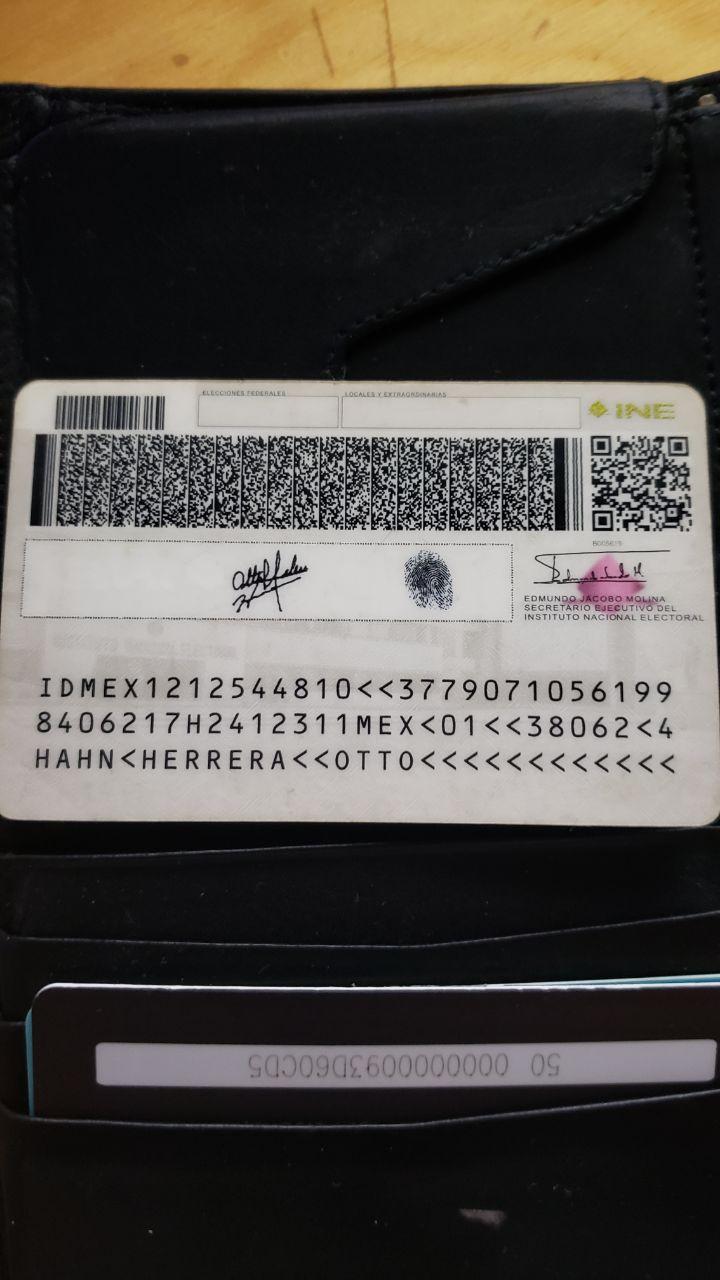 ELECCIONES FEDERALES
LOCALES Y EXTRAORDINARIAS
INE
EDMUNDO JACOBO MOLINA
SECRETARIO EJECUTIVO DEL
INSTITUTO NACIONAL ELECTORAL
IDMEX1212544810<<3779071056199
8406217H2412311MEX<01<<38062<4
HAHN<HERRERA<<OTTO<<<<<<<<<<<<
50 0000000093D60CD5